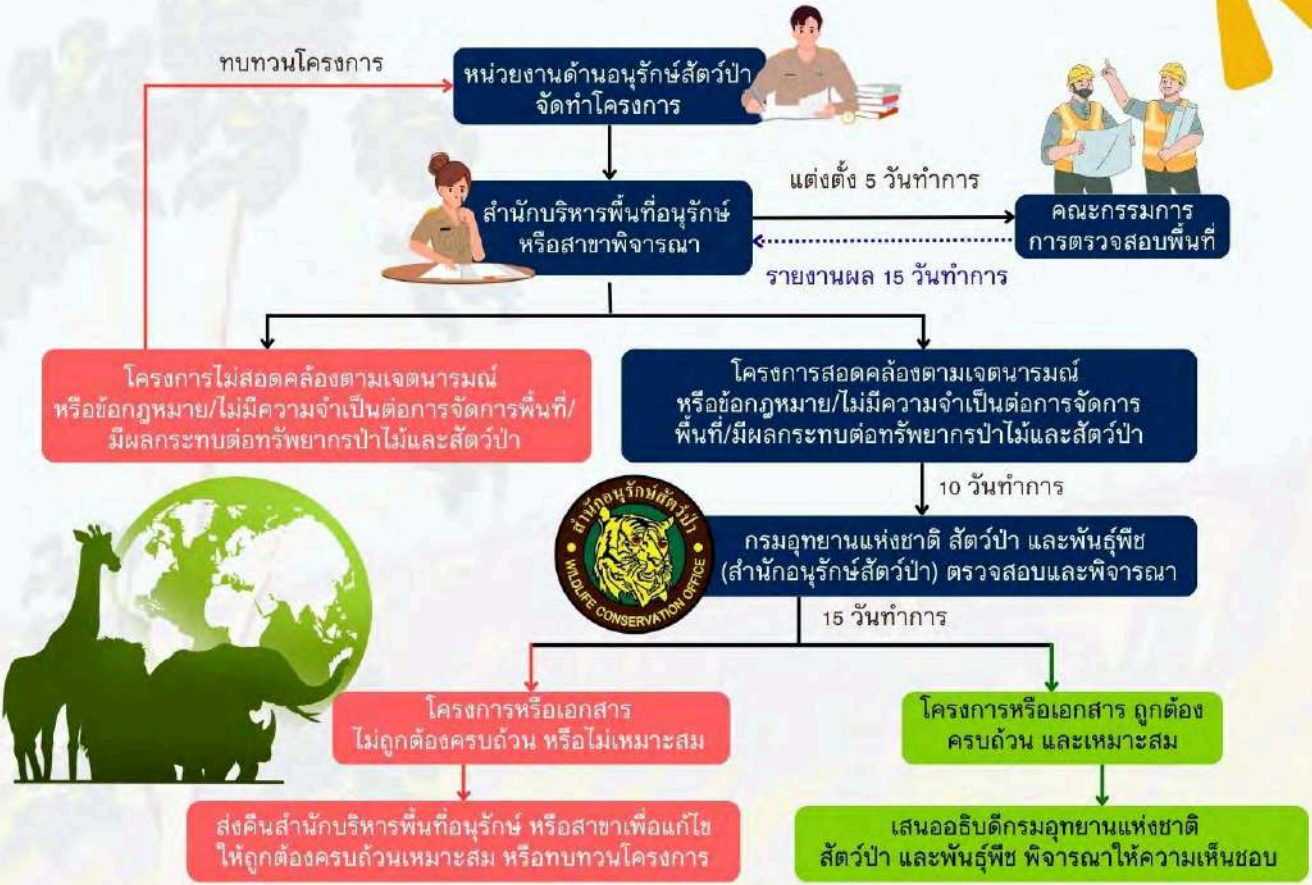 ทบทวนโครงการ
หน่วยงานด้านอนุรักษ์สัตว์ป่า
จัดทำโครงการ
สำนักบริหารพื้นที่อนุรักษ์
หรือสาขาพิจารณา
แต่งตั้ง 5 วันทำการ
คณะกรรมการ
การตรวจสอบพื้นที่
รายงานผล 15 วันทำการ
โครงการไม่สอดคล้องตามเจตนารมณ์
หรือข้อกฎหมาย/ไม่มีความจำเป็นต่อการจัดการพื้นที่/
มีผลกระทบต่อทรัพยากรป่าไม้และสัตว์ป่า
โครงการสอดคล้องตามเจตนารมณ์
หรือข้อกฎหมาย/ไม่มีความจำเป็นต่อการจัดการ
พื้นที่/มีผลกระทบต่อทรัพยากรป่าไม้และสัตว์ป่า
10 วันทำการ
สำนักอนุรักษ์สัตว์ป่า
WILDLIFE CONSERVATION OFFICE
กรมอุทยานแห่งชาติ สัตว์ป่า และพันธุ์พืช
(สำนักอนุรักษ์สัตว์ป่า) ตรวจสอบและพิจารณา
15 วันทำการ
โครงการหรือเอกสาร
ไม่ถูกต้องครบถ้วน หรือไม่เหมาะสม
โครงการหรือเอกสาร ถูกต้อง
ครบถ้วน และเหมาะสม
ส่งคืนสำนักบริหารพื้นที่อนุรักษ์ หรือสาขาเพื่อแก้ไข
ให้ถูกต้องครบถ้วนเหมาะสม หรือทบทวนโครงการ
เสนออธิบดีกรมอุทยานแห่งชาติ
สัตว์ป่า และพันธุ์พืช พิจารณาให้ความเห็นชอบ